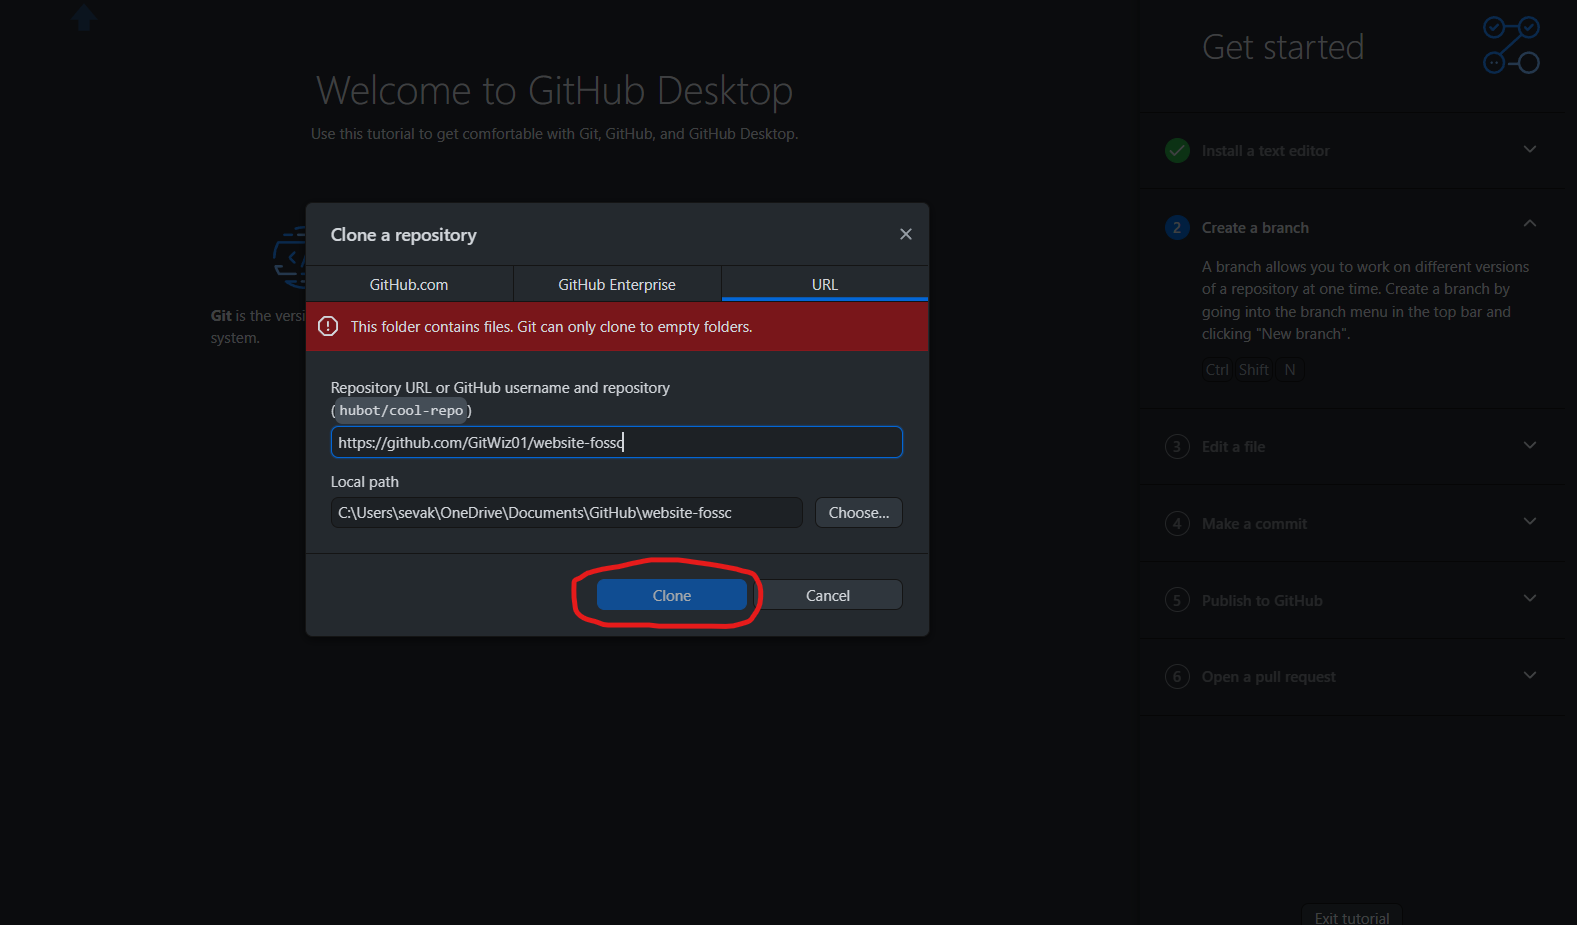 Welcome to GitHub Desktop
Use this tutorial to get comfortable with Git, GitHub, and GitHub Desktop.
Git is the versi
system.
Clone a repository
GitHub.com
GitHub Enterprise
URL
This folder contains files. Git can only clone to empty folders.
Repository URL or GitHub username and repository
(hubot/cool-repo)
https://github.com/GitWiz01/website-fossc
Local path
C:\Users\sevak\OneDrive\Documents\GitHub\website-fossc
Choose...
Clone
Cancel
Get started
Install a text editor
2 Create a branch
A branch allows you to work on different versions
of a repository at one time. Create a branch by
going into the branch menu in the top bar and
clicking "New branch".
Ctrl Shift N
3 Edit a file
4 Make a commit
5 Publish to GitHub
6 Open a pull request
Exit tutorial